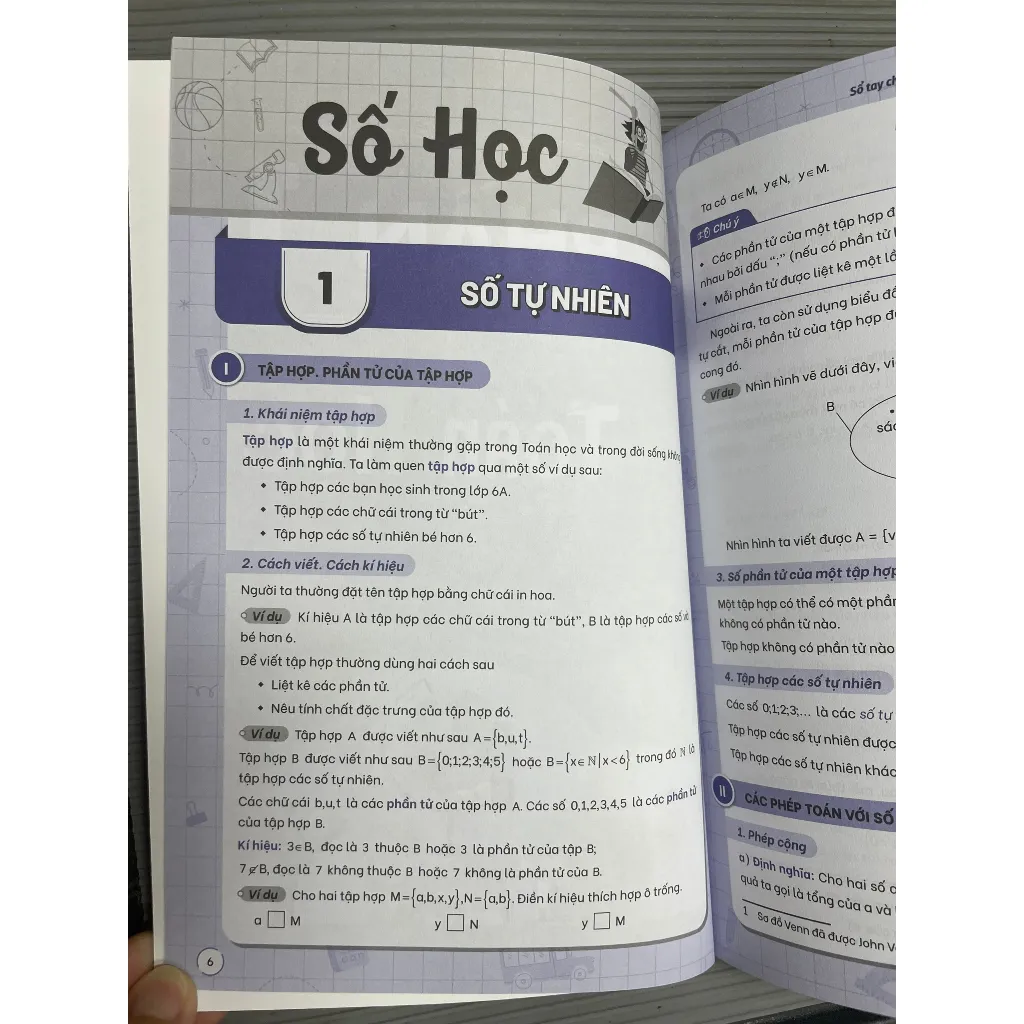 Số Học
1
SỐ TỰ NHIÊN
I
TẬP HỢP. PHẦN TỬ CỦA TẬP HỢP
1. Khái niệm tập hợp
Tập hợp là một khái niệm thường gặp trong Toán học và trong đời sống không
được định nghĩa. Ta làm quen tập hợp qua một số ví dụ sau:
• Tập hợp các bạn học sinh trong lớp 6A.
• Tập hợp các chữ cái trong từ “bút”.
• Tập hợp các số tự nhiên bé hơn 6.
2. Cách viết. Cách kí hiệu
Người ta thường đặt tên tập hợp bằng chữ cái in hoa.
Ví dụ Kí hiệu A là tập hợp các chữ cái trong từ “bút”, B là tập hợp các số
bé hơn 6.
Để viết tập hợp thường dùng hai cách sau
• Liệt kê các phần tử.
• Nêu tính chất đặc trưng của tập hợp đó.
Ví dụ Tập hợp A được viết như sau A={b,u,t}.
Tập hợp B được viết như sau B={0;1;2;3;4;5} hoặc B={x∈ℕ|x<6} trong đó ℕ là
tập hợp các số tự nhiên.
Các chữ cái b,u,t là các phần tử của tập hợp A. Các số 0,1,2,3,4,5 là các phần tử
của tập hợp B.
Kí hiệu: 3∈B, đọc là 3 thuộc B hoặc 3 là phần tử của tập B;
7∉B, đọc là 7 không thuộc B hoặc 7 không là phần tử của B.
Ví dụ Cho hai tập hợp M={a,b,x,y},N={a,b}. Điền kí hiệu thích hợp ô trống.
a □ M y □ N y □ M
6
Sổ tay
Ta có a∈M, y∉N, y∈M.
Chú ý
• Các phần tử của một tập hợp
nhau bởi dấu “;” (nếu có phần tử
• Mỗi phần tử được liệt kê một
Ngoài ra, ta còn sử dụng biểu
tự cắt, mỗi phần tử của tập hợp
cong đó.
Ví dụ Nhìn hình vẽ dưới đây,
B
Nhìn hình ta viết được A = {
3. Số phần tử của một tập hợp
Một tập hợp có thể có một
không có phần tử nào.
Tập hợp không có phần tử nào
4. Tập hợp các số tự nhiên
Các số 0;1;2;3;... là các số tự
Tập hợp các số tự nhiên được
Tập hợp các số tự nhiên khác
II
CÁC PHÉP TOÁN VỚI SỐ
1. Phép cộng
a) Định nghĩa: Cho hai số
quả ta gọi là tổng của a và
1 Sơ đồ Venn đã được John